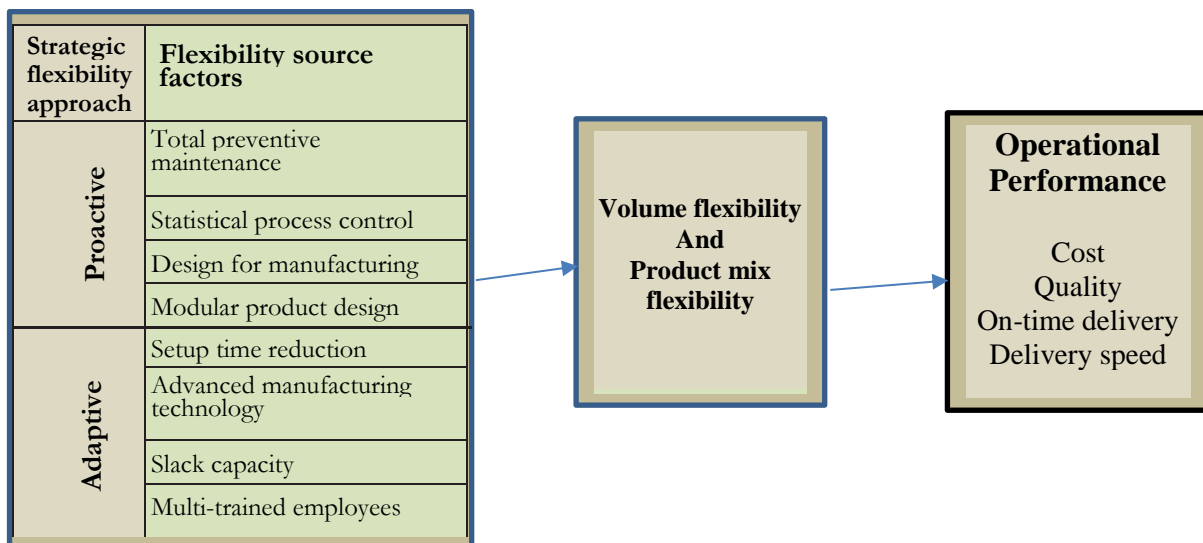 Strategic
flexibility
approach
Flexibility source
factors
Proactive
Total preventive
maintenance
Statistical process control
Design for manufacturing
Modular product design
Adaptive
Setup time reduction
Advanced manufacturing
technology
Slack capacity
Multi-trained employees
Volume flexibility
And
Product mix
flexibility
Operational
Performance
Cost
Quality
On-time delivery
Delivery speed